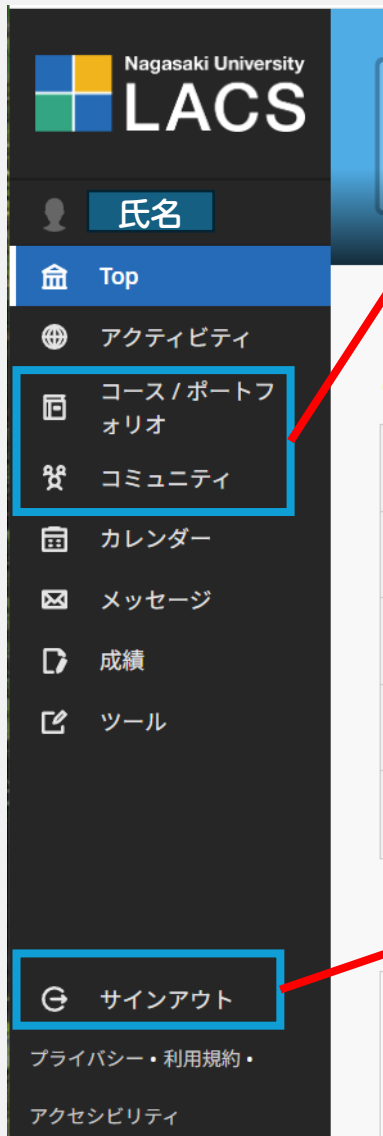 Nagasaki University
LACS
氏名
Top
アクティビティ
コース / ポートフ
ォリオ
コミュニティ
カレンダー
メッセージ
成績
ツール
サインアウト
プライバシー • 利用規約 •
アクセシビリティ